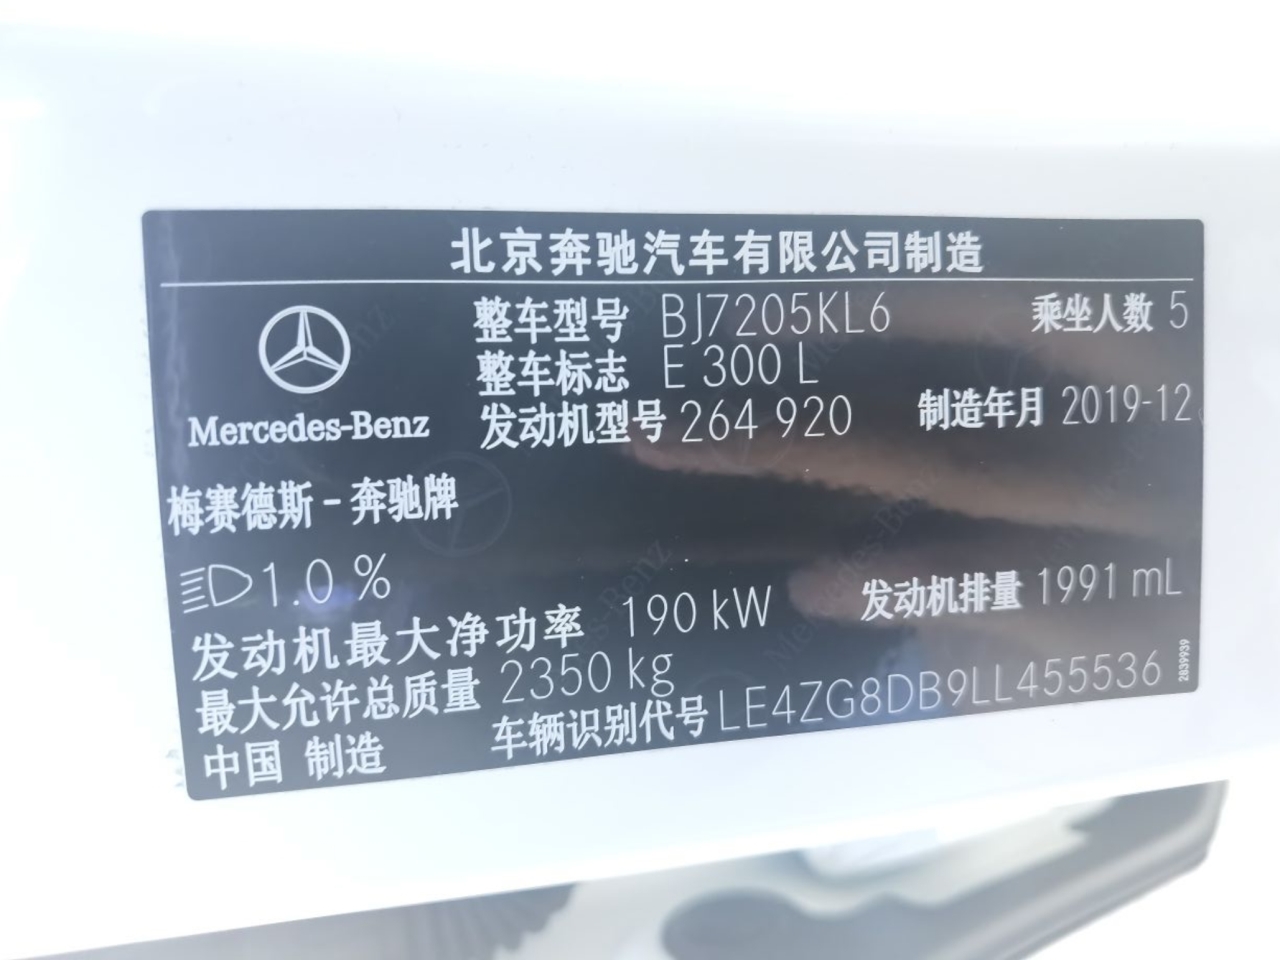 北京奔驰汽车有限公司制造
整车型号 BJ7205KL6 乘坐人数 5
整车标志 E 300 L
发动机型号 264 920 制造年月 2019-12
Mercedes-Benz
梅赛德斯-奔驰牌
1.0 %
发动机最大净功率 190 kW 发动机排量 1991 mL
最大允许总质量 2350 kg
中国 制造 车辆识别代号 LE4ZG8DB9LL455536
2839939